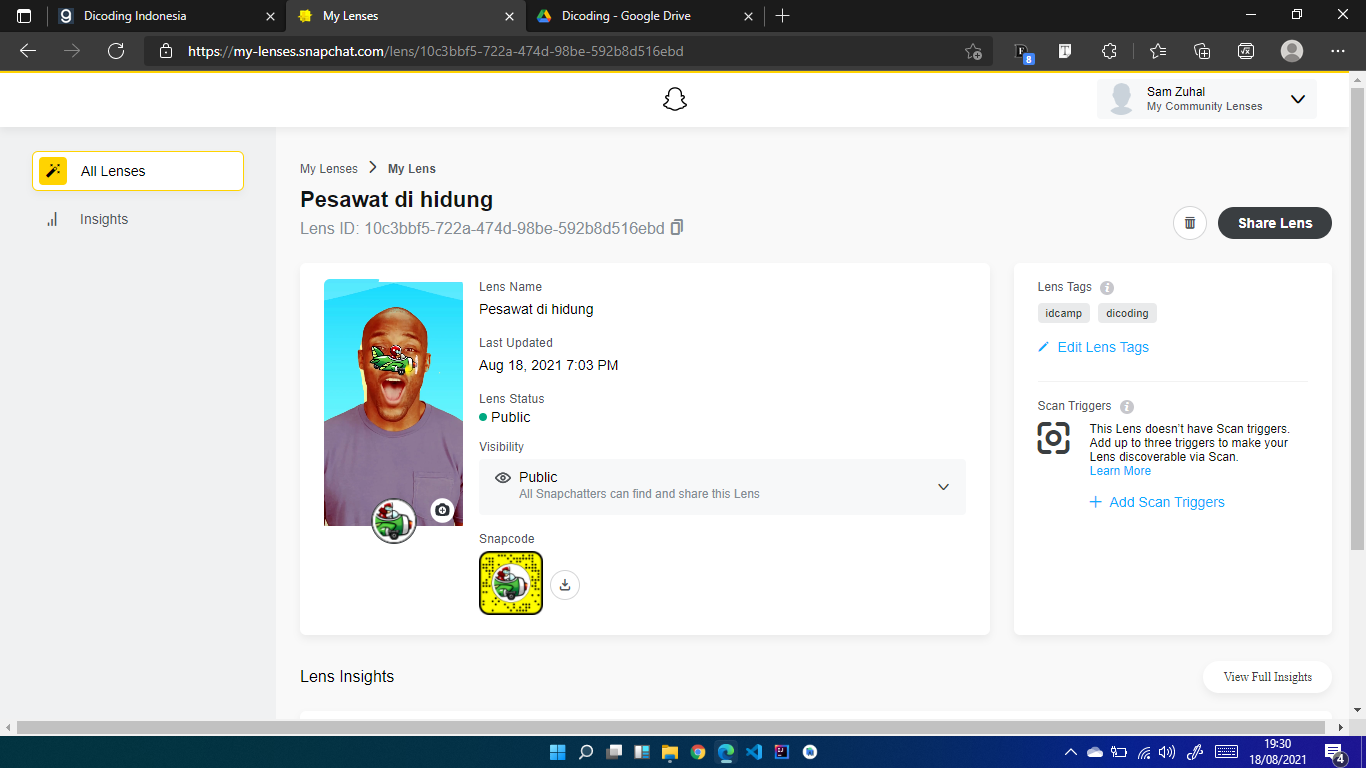 Dicoding Indonesia
My Lenses
Dicoding - Google Drive
https://my-lenses.snapchat.com/lens/10c3bbf5-722a-474d-98be-592b8d516ebd
8
Sam Zuhal
My Community Lenses
All Lenses
Insights
My Lenses
My Lens
Pesawat di hidung
Lens ID: 10c3bbf5-722a-474d-98be-592b8d516ebd
Share Lens
Lens Name
Pesawat di hidung
Last Updated
Aug 18, 2021 7:03 PM
Lens Status
Public
Visibility
Public
All Snapchatters can find and share this Lens
Snapcode
Lens Tags
idcamp
dicoding
Edit Lens Tags
Scan Triggers
This Lens doesn't have Scan triggers.
Add up to three triggers to make your
Lens discoverable via Scan.
Learn More
Add Scan Triggers
Lens Insights
View Full Insights
19:30
18/08/2021
4